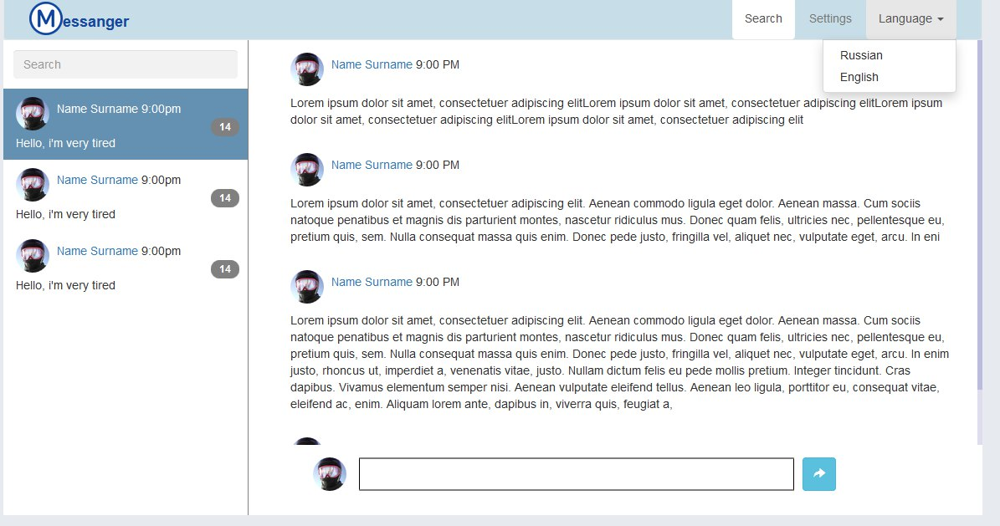 Messanger
Search Settings Language
Russian
English
Search
Name Surname 9:00pm
14
Hello, i'm very tired
Name Surname 9:00pm
14
Hello, i'm very tired
Name Surname 9:00pm
14
Hello, i'm very tired
Name Surname 9:00 PM
Lorem ipsum dolor sit amet, consectetuer adipiscing elitLorem ipsum dolor sit amet, consectetuer adipiscing elitLorem ipsum
dolor sit amet, consectetuer adipiscing elitLorem ipsum dolor sit amet, consectetuer adipiscing elit
Name Surname 9:00 PM
Lorem ipsum dolor sit amet, consectetuer adipiscing elit. Aenean commodo ligula eget dolor. Aenean massa. Cum sociis
natoque penatibus et magnis dis parturient montes, nascetur ridiculus mus. Donec quam felis, ultricies nec, pellentesque eu,
pretium quis, sem. Nulla consequat massa quis enim. Donec pede justo, fringilla vel, aliquet nec, vulputate eget, arcu. In eni
Name Surname 9:00 PM
Lorem ipsum dolor sit amet, consectetuer adipiscing elit. Aenean commodo ligula eget dolor. Aenean massa. Cum sociis
natoque penatibus et magnis dis parturient montes, nascetur ridiculus mus. Donec quam felis, ultricies nec, pellentesque eu,
pretium quis, sem. Nulla consequat massa quis enim. Donec pede justo, fringilla vel, aliquet nec, vulputate eget, arcu. In enim
justo, rhoncus ut, imperdiet a, venenatis vitae, justo. Nullam dictum felis eu pede mollis pretium. Integer tincidunt. Cras
dapibus. Vivamus elementum semper nisi. Aenean vulputate eleifend tellus. Aenean leo ligula, porttitor eu, consequat vitae,
eleifend ac, enim. Aliquam lorem ante, dapibus in, viverra quis, feugiat a,